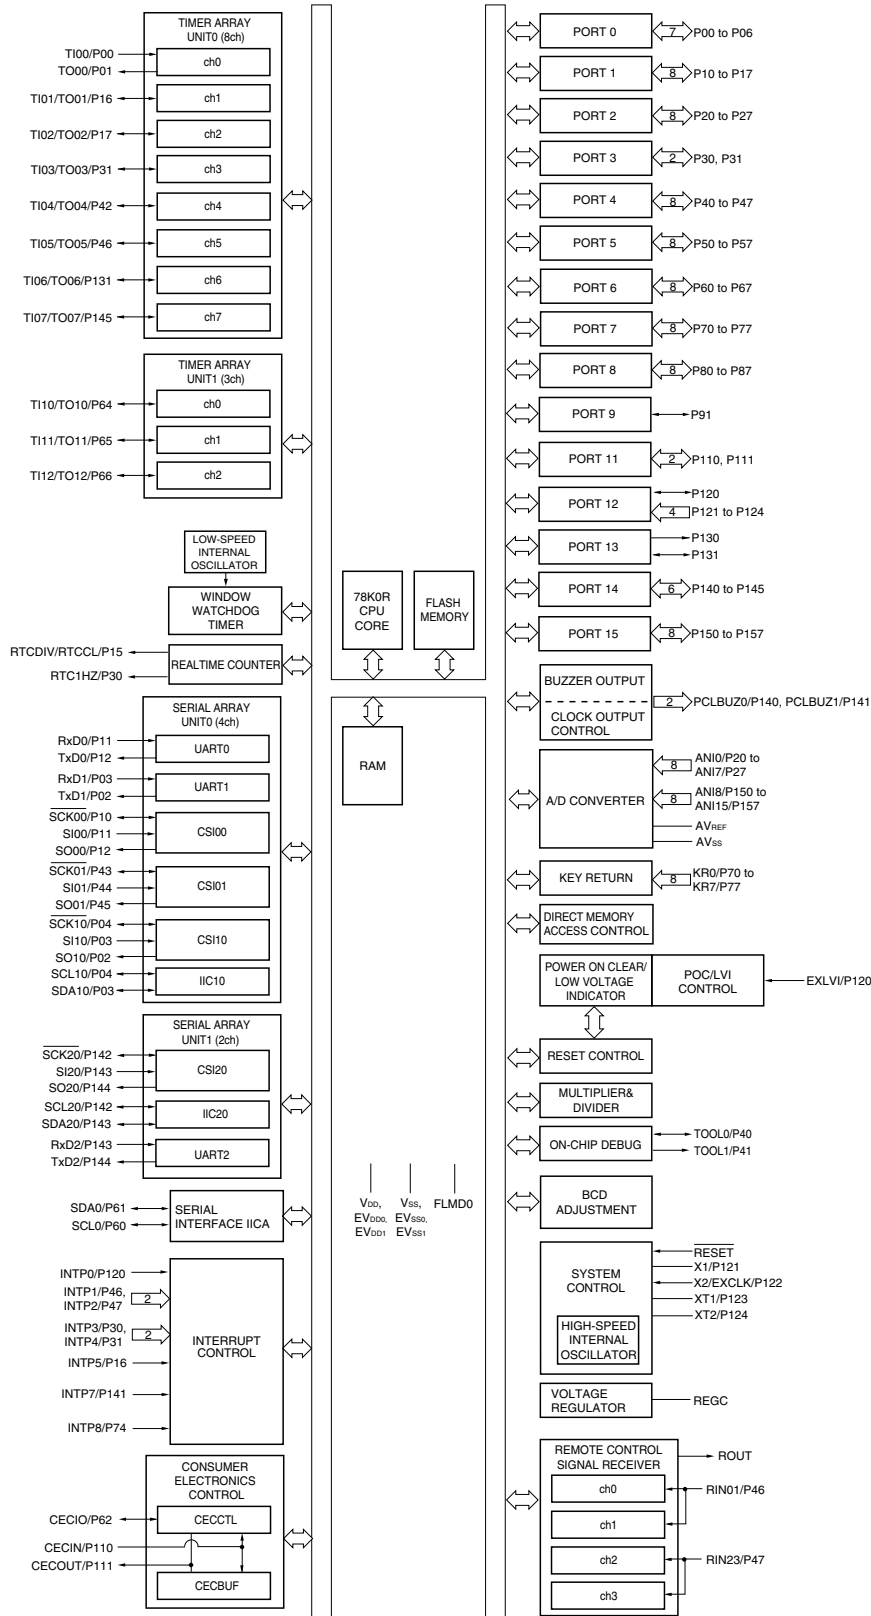 TIMER ARRAY
UNIT0 (8ch)
TI00/P00
TO00/P01
ch0
TI01/TO01/P16
ch1
TI02/TO02/P17
ch2
TI03/TO03/P31
ch3
TI04/TO04/P42
ch4
TI05/TO05/P46
ch5
TI06/TO06/P131
ch6
TI07/TO07/P145
ch7
TIMER ARRAY
UNIT1 (3ch)
TI10/TO10/P64
ch0
TI11/TO11/P65
ch1
TI12/TO12/P66
ch2
LOW-SPEED
INTERNAL
OSCILLATOR
WINDOW
WATCHDOG
TIMER
RTCDIV/RTCCL/P15
RTC1HZ/P30
REALTIME COUNTER
SERIAL ARRAY
UNIT0 (4ch)
RxD0/P11
TxD0/P12
UART0
RxD1/P03
TxD1/P02
UART1
SCK00/P10
SI00/P11
SO00/P12
CSI00
SCK01/P43
SI01/P44
SO01/P45
CSI01
SCK10/P04
SI10/P03
SO10/P02
CSI10
SCL10/P04
SDA10/P03
IIC10
SERIAL ARRAY
UNIT1 (2ch)
SCK20/P142
SI20/P143
SO20/P144
CSI20
SCL20/P142
SDA20/P143
IIC20
RxD2/P143
TxD2/P144
UART2
SDA0/P61
SCL0/P60
SERIAL
INTERFACE IICA
INTP0/P120
INTP1/P46,
INTP2/P47
2
INTP3/P30,
INTP4/P31
2
INTP5/P16
INTP7/P141
INTP8/P74
INTERRUPT
CONTROL
CONSUMER
ELECTRONICS
CONTROL
CECIO/P62
CECCTL
CECIN/P110
CECOUT/P111
CECBUF
78K0R
CPU
CORE
FLASH
MEMORY
RAM
VDD,
EVDD0,
EVDD1
VSS,
EVSS0,
EVSS1
FLMD0
PORT 0
7
P00 to P06
PORT 1
8
P10 to P17
PORT 2
8
P20 to P27
PORT 3
2
P30, P31
PORT 4
8
P40 to P47
PORT 5
8
P50 to P57
PORT 6
8
P60 to P67
PORT 7
8
P70 to P77
PORT 8
8
P80 to P87
PORT 9
P91
PORT 11
2
P110, P111
PORT 12
P120
4
P121 to P124
PORT 13
P130
P131
PORT 14
6
P140 to P145
PORT 15
8
P150 to P157
BUZZER OUTPUT
CLOCK OUTPUT
CONTROL
2
PCLBUZ0/P140, PCLBUZ1/P141
A/D CONVERTER
8
ANI0/P20 to
ANI7/P27
8
ANI8/P150 to
ANI15/P157
AVREF
AVSS
KEY RETURN
8
KR0/P70 to
KR7/P77
DIRECT MEMORY
ACCESS CONTROL
POWER ON CLEAR/
LOW VOLTAGE
INDICATOR
POC/LVI
CONTROL
EXLVI/P120
RESET CONTROL
MULTIPLIER&
DIVIDER
ON-CHIP DEBUG
TOOL0/P40
TOOL1/P41
BCD
ADJUSTMENT
SYSTEM
CONTROL
HIGH-SPEED
INTERNAL
OSCILLATOR
RESET
X1/P121
X2/EXCLK/P122
XT1/P123
XT2/P124
VOLTAGE
REGULATOR
REGC
REMOTE CONTROL
SIGNAL RECEIVER
ROUT
ch0
RIN01/P46
ch1
ch2
RIN23/P47
ch3